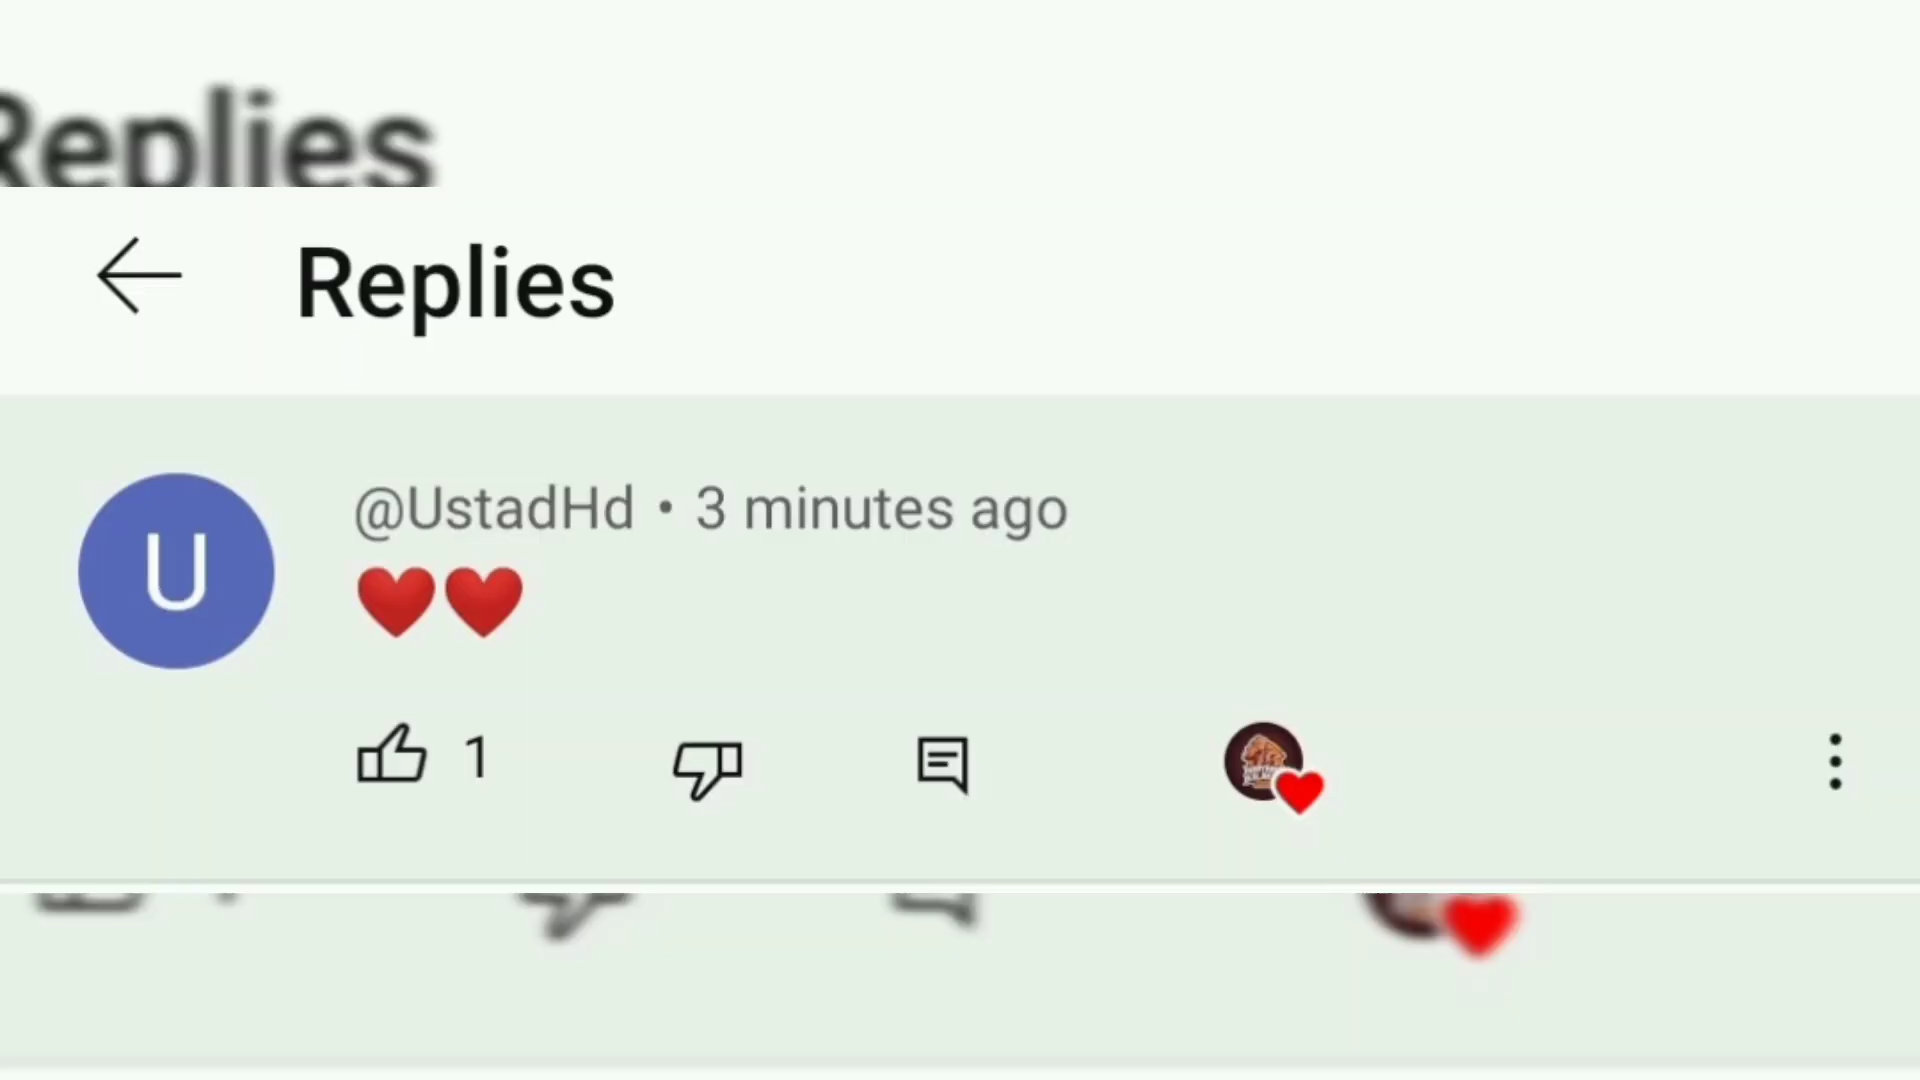 Replies
Replies
@UstadHd • 3 minutes ago
❤️❤️
1